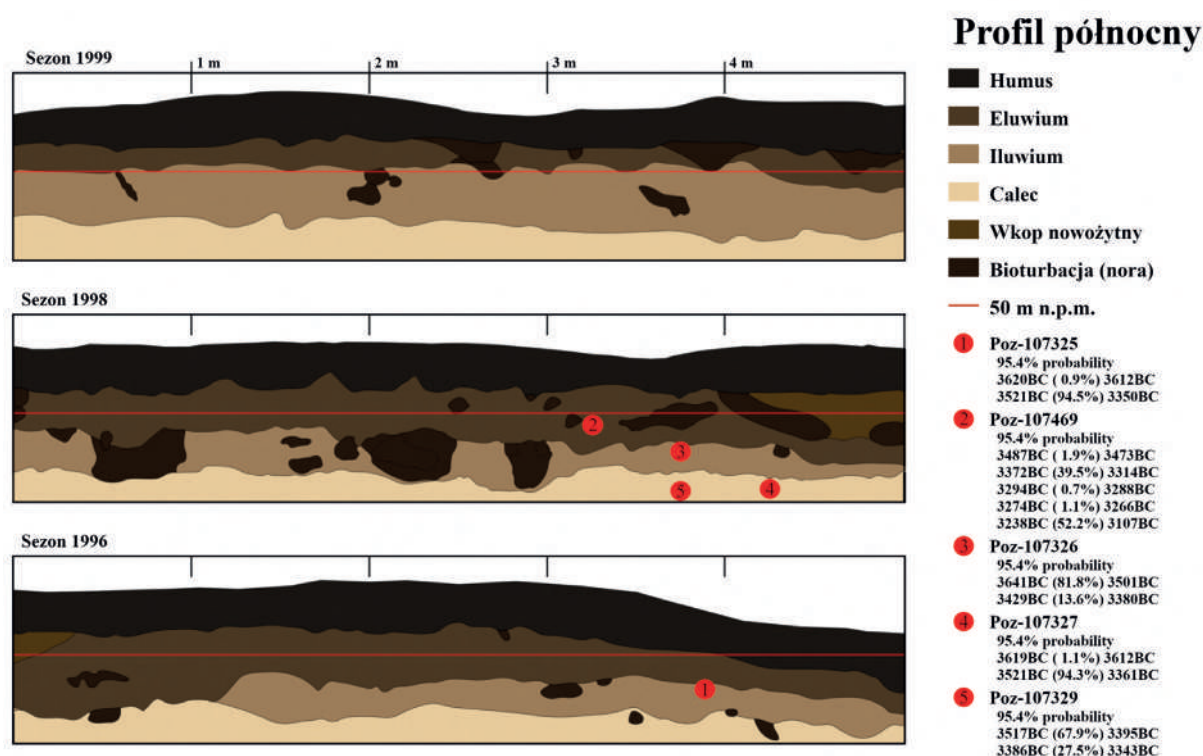 Profil północny
Sezon 1999
1 m
2 m
3 m
4 m
Sezon 1998
2
3
5
4
Sezon 1996
1
Humus
Eluwium
Iluwium
Calec
Wkop nowożytny
Bioturbacja (nora)
50 m n.p.m.
1 Poz-107325
95.4% probability
3620BC ( 0.9%) 3612BC
3521BC (94.5%) 3350BC
2 Poz-107469
95.4% probability
3487BC ( 1.9%) 3473BC
3372BC (39.5%) 3314BC
3294BC ( 0.7%) 3288BC
3274BC ( 1.1%) 3266BC
3238BC (52.2%) 3107BC
3 Poz-107326
95.4% probability
3641BC (81.8%) 3501BC
3429BC (13.6%) 3380BC
4 Poz-107327
95.4% probability
3619BC ( 1.1%) 3612BC
3521BC (94.3%) 3361BC
5 Poz-107329
95.4% probability
3517BC (67.9%) 3395BC
3386BC (27.5%) 3343BC